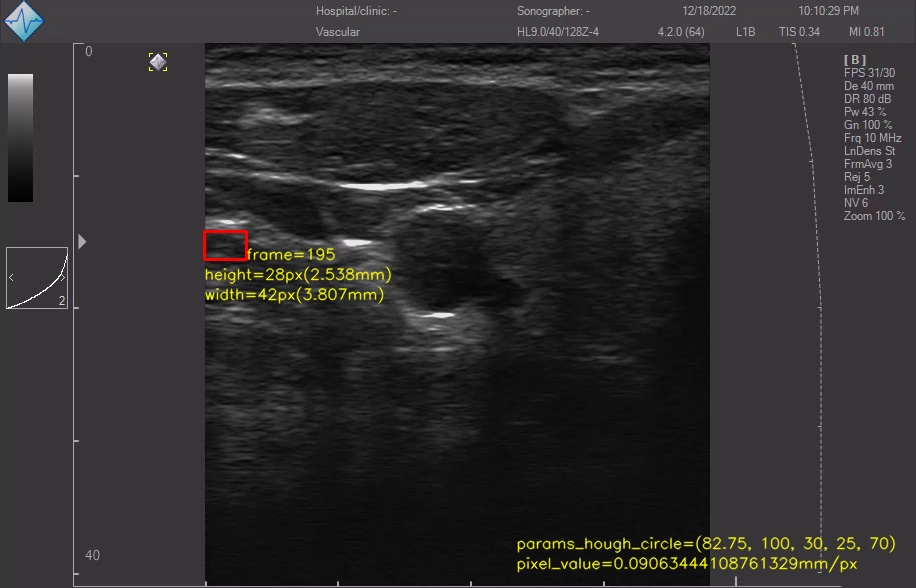 Hospital/clinic: - Sonographer: - 12/18/2022 10:10:29 PM
Vascular HL9.0/40/128Z-4 4.2.0 (64) L1B TIS 0.34 MI 0.81
0
[ B ]
FPS 31/30
De 40 mm
DR 80 dB
Pw 43 %
Gn 100 %
Frq 10 MHz
LnDens St
FrmAvg 3
Rej 5
ImEnh 3
NV 6
Zoom 100 %
frame=195
height=28px(2.538mm)
width=42px(3.807mm)
2
params_hough_circle=(82.75, 100, 30, 25, 70)
40
pixel_value=0.09063444108761329mm/px